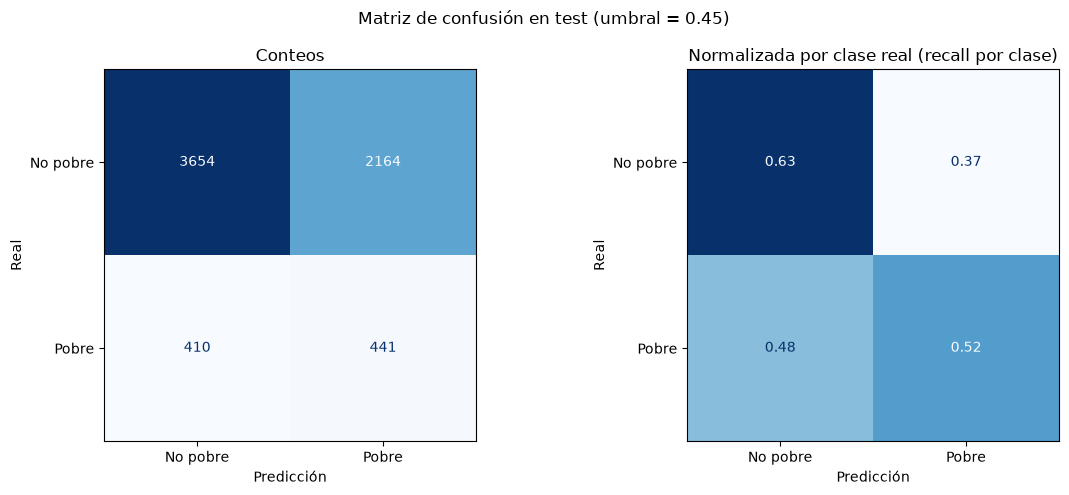 Matriz de confusión en test (umbral = 0.45)
Conteos
Normalizada por clase real (recall por clase)
No pobre
3654
2164
Real
Pobre
410
441
No pobre
Pobre
Predicción
No pobre
0.63
0.37
Real
Pobre
0.48
0.52
No pobre
Pobre
Predicción